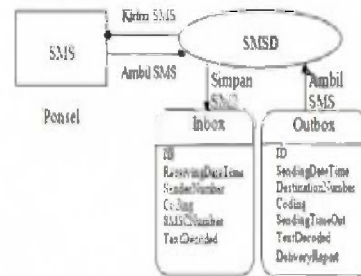 Kirim SMS
SMS
SMSD
Ambil SMS
Ponsel
Simpan
SMS
Ambil
SMS
Inbox
ID
ReceivingDateTime
SenderNumber
Coding
SMSCNumber
TextDecoded
Outbox
ID
SendingDateTime
DestinationNumber
Coding
SendingTimeOut
TextDecoded
DeliveryReport